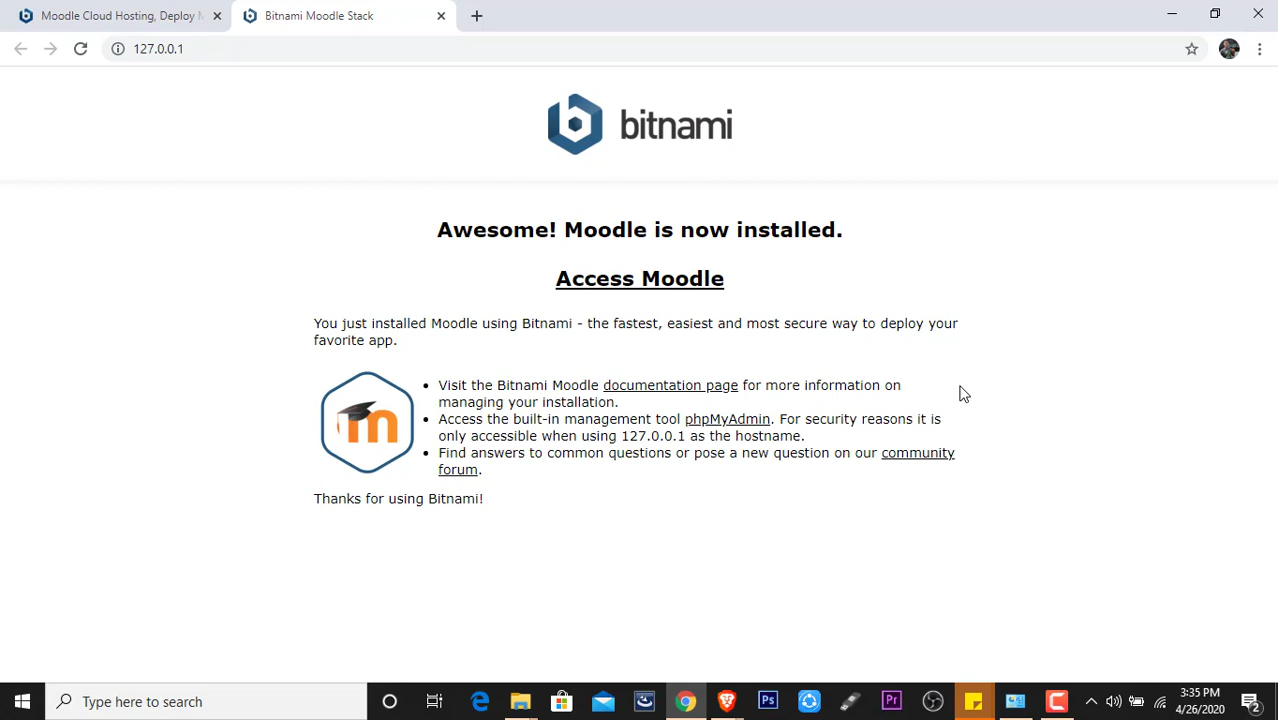 Moodle Cloud Hosting, Deploy M
Bitnami Moodle Stack
127.0.0.1
bitnami
Awesome! Moodle is now installed.
Access Moodle
You just installed Moodle using Bitnami - the fastest, easiest and most secure way to deploy your
favorite app.
m
• Visit the Bitnami Moodle documentation page for more information on
managing your installation.
• Access the built-in management tool phpMyAdmin. For security reasons it is
only accessible when using 127.0.0.1 as the hostname.
• Find answers to common questions or pose a new question on our community
forum.
Thanks for using Bitnami!
Type here to search
Ps
Pr
3:35 PM
4/26/2020
2